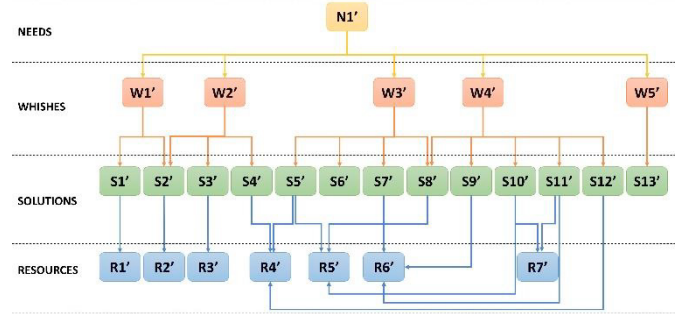 NEEDS
N1'
WHISHES
W1'
W2'
W3'
W4'
W5'
SOLUTIONS
S1'
S2'
S3'
S4'
S5'
S6'
S7'
S8'
S9'
S10'
S11'
S12'
S13'
RESOURCES
R1'
R2'
R3'
R4'
R5'
R6'
R7'